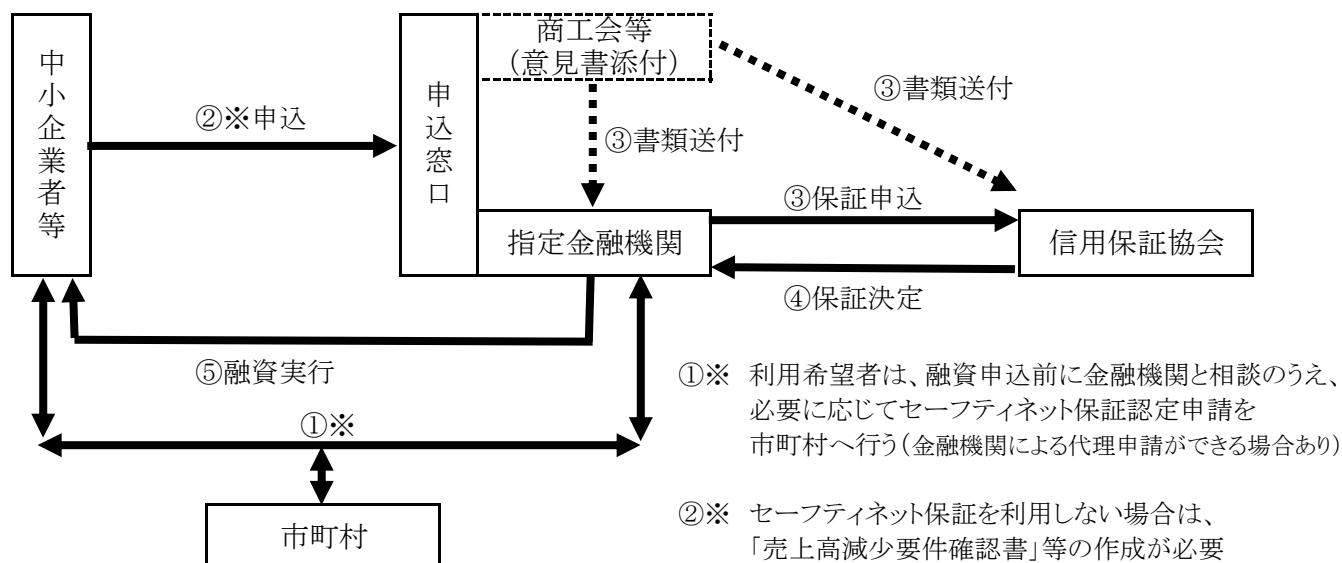 中小企業者等
②※申込
申込窓口
商工会等
(意見書添付)
③書類送付
③書類送付
指定金融機関
③保証申込
④保証決定
信用保証協会
⑤融資実行
①※
市町村
①※ 利用希望者は、融資申込前に金融機関と相談のうえ、
必要に応じてセーフティネット保証認定申請を
市町村へ行う(金融機関による代理申請ができる場合あり)
②※ セーフティネット保証を利用しない場合は、
「売上高減少要件確認書」等の作成が必要